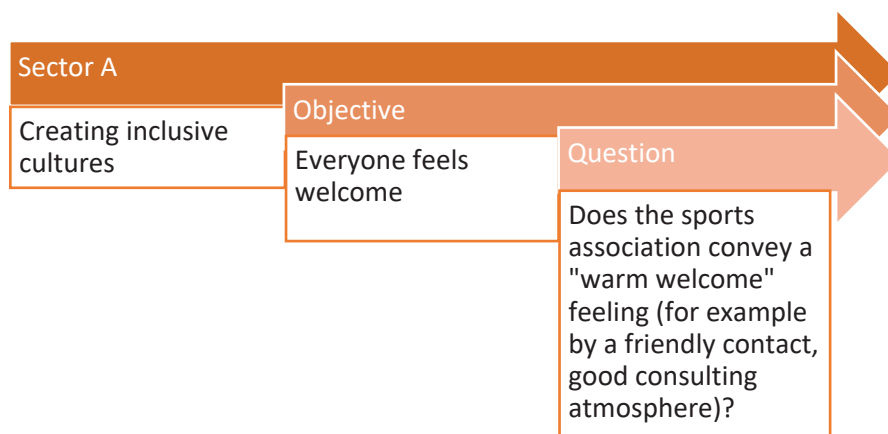 Sector A
Creating inclusive
cultures
Objective
Everyone feels
welcome
Question
Does the sports
association convey a
"warm welcome"
feeling (for example
by a friendly contact,
good consulting
atmosphere)?